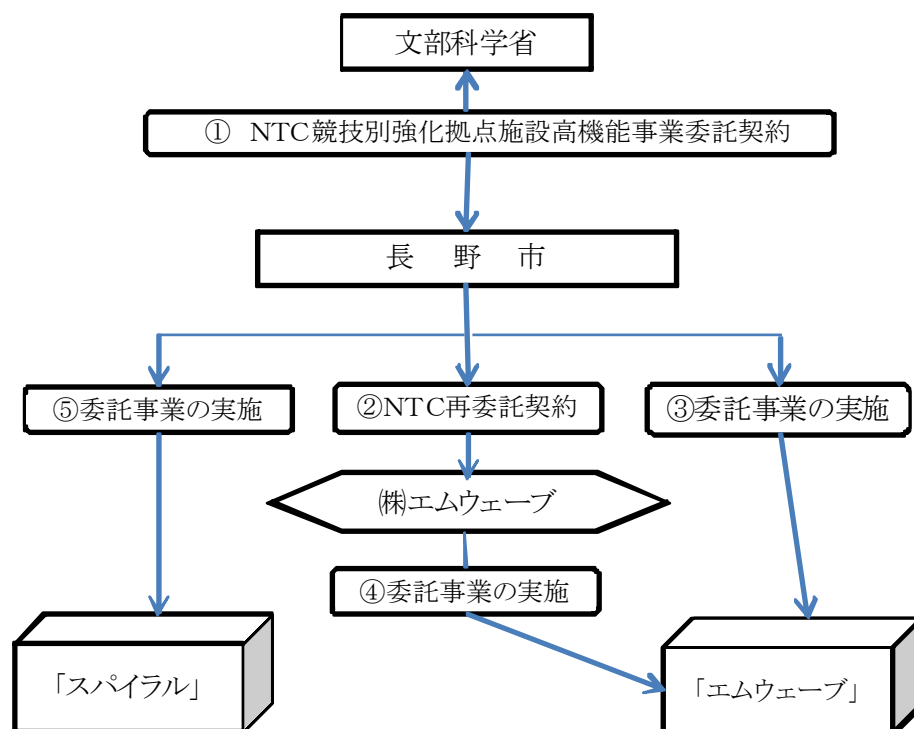 文部科学省
① NTC競技別強化拠点施設高機能事業委託契約
長 野 市
⑤委託事業の実施
②NTC再委託契約
③委託事業の実施
㈱エムウェーブ
④委託事業の実施
「スパイラル」
「エムウェーブ」